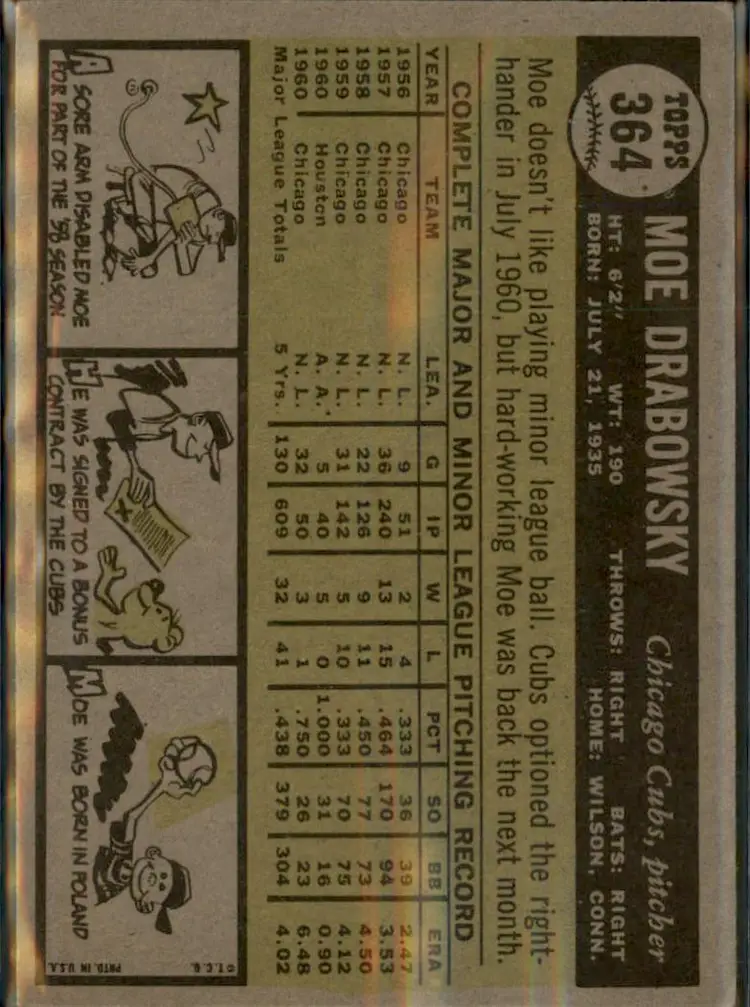 TOPPS
364
MOE DRABOWSKY Chicago Cubs, pitcher
HT: 6'2" WT: 190 THROWS: RIGHT BATS: RIGHT
BORN: JULY 21, 1935 HOME: WILSON, CONN.
Moe doesn't like playing minor league ball. Cubs optioned the right-
hander in July 1960, but hard-working Moe was back the next month.
COMPLETE MAJOR AND MINOR LEAGUE PITCHING RECORD
YEAR TEAM LEA. G IP W L PCT SO BB ERA
1956 Chicago N. L. 9 51 2 4 .333 36 39 2.47
1957 Chicago N. L. 36 240 13 15 .464 170 94 3.53
1958 Chicago N. L. 22 126 9 11 .450 77 73 4.50
1959 Chicago N. L. 31 142 5 10 .333 70 75 4.12
1960 Houston A. A. 5 40 5 0 1.000 31 16 0.90
1960 Chicago N. L. 32 50 3 1 .750 26 23 6.48
Major League Totals 5 Yrs. 130 609 32 41 .438 379 304 4.02
A SORE ARM DISABLED MOE
FOR PART OF THE '58 SEASON
HE WAS SIGNED TO A BONUS
CONTRACT BY THE CUBS
X
MOE WAS BORN IN POLAND
© T. C. G. PRTD. IN U.S.A.